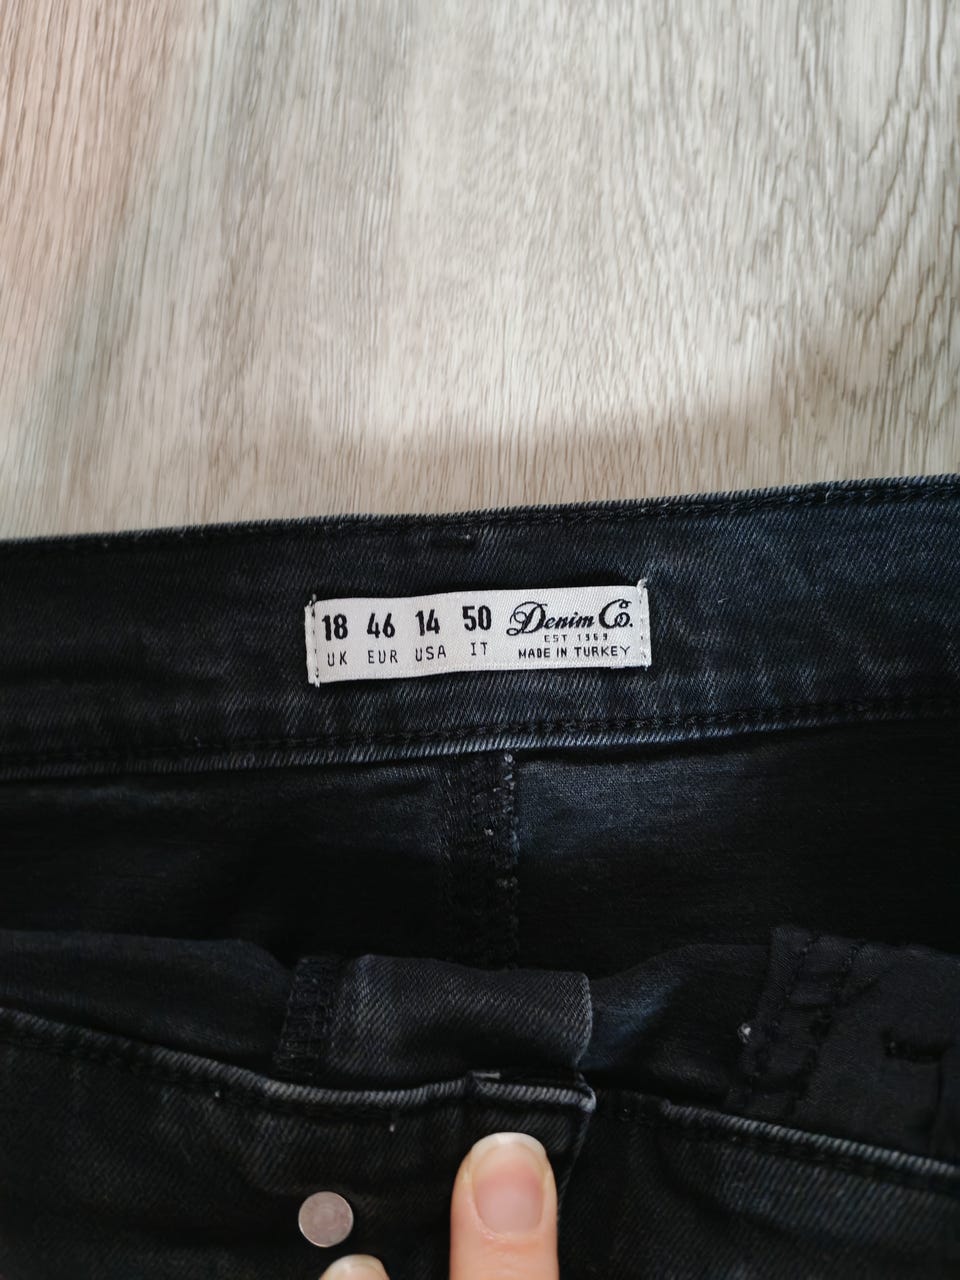 18 46 14 50 Denim Co.
UK EUR USA IT EST 1969
MADE IN TURKEY